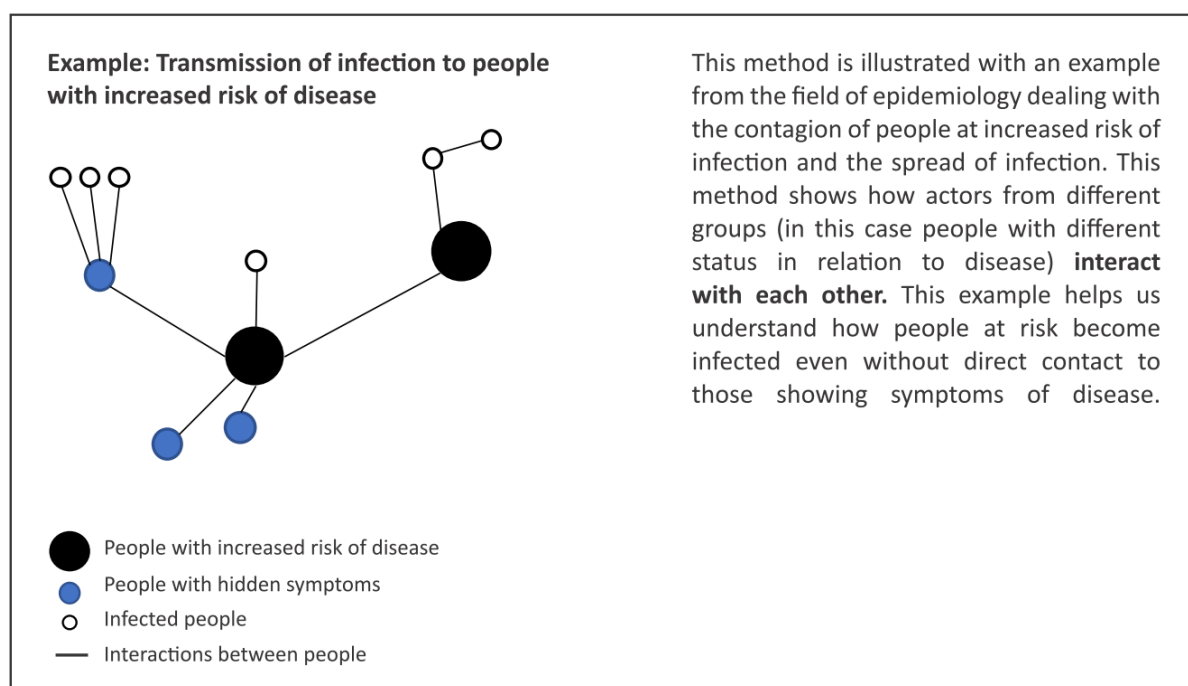 Example: Transmission of infection to people
with increased risk of disease
This method is illustrated with an example
from the field of epidemiology dealing with
the contagion of people at increased risk of
infection and the spread of infection. This
method shows how actors from different
groups (in this case people with different
status in relation to disease) interact
with each other. This example helps us
understand how people at risk become
infected even without direct contact to
those showing symptoms of disease.
People with increased risk of disease
People with hidden symptoms
Infected people
Interactions between people